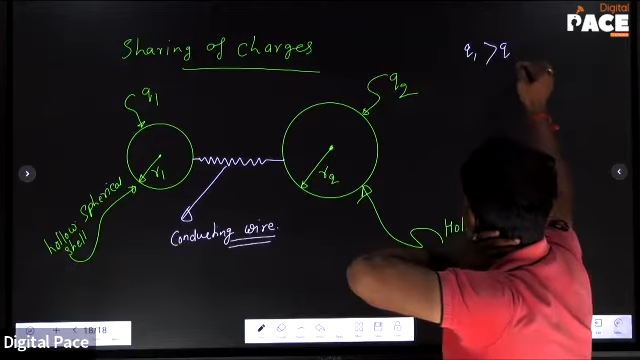 Digital
PACE
Sharing of Charges
q₁ > q
q₁
q₂
r₁
r₂
hollow spherical
shell
Conducting wire.
Hol
18/18
Digital Pace